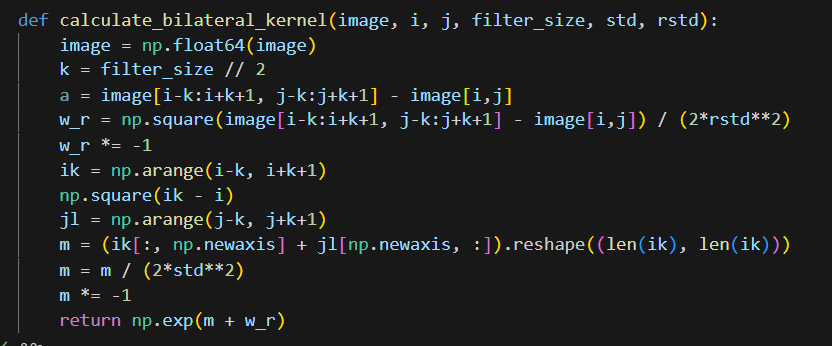 def calculate_bilateral_kernel(image, i, j, filter_size, std, rstd):
    image = np.float64(image)
    k = filter_size // 2
    a = image[i-k:i+k+1, j-k:j+k+1] - image[i,j]
    w_r = np.square(image[i-k:i+k+1, j-k:j+k+1] - image[i,j]) / (2*rstd**2)
    w_r *= -1
    ik = np.arange(i-k, i+k+1)
    np.square(ik - i)
    jl = np.arange(j-k, j+k+1)
    m = (ik[:, np.newaxis] + jl[np.newaxis, :]).reshape((len(ik), len(ik)))
    m = m / (2*std**2)
    m *= -1
    return np.exp(m + w_r)